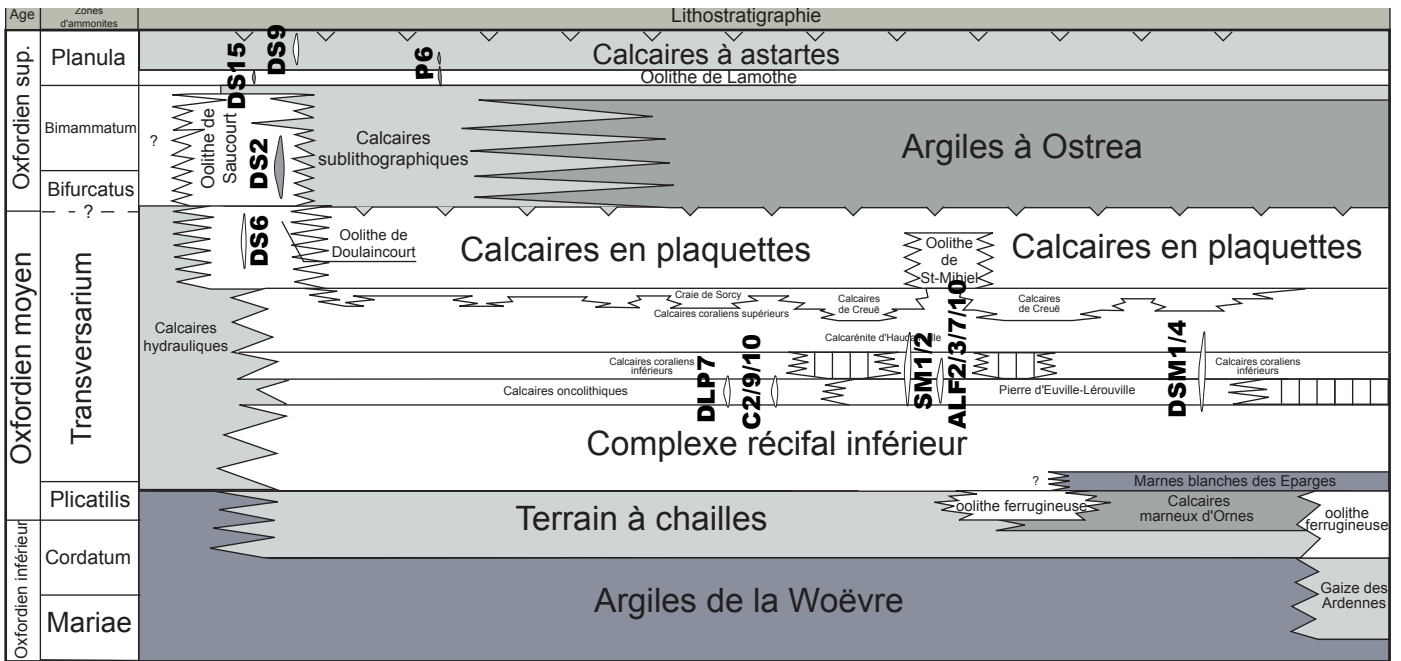 Age
Zones
d'ammonites
Lithostratigraphie
Oxfordien sup.
Planula
DS15
DS9
P6
Calcaires à astartes
Oolithe de Lamothe
Bimammatum
?
Oolithe de
Saucourt
DS2
Calcaires
sublithographiques
Argiles à Ostrea
Bifurcatus
?
Oxfordien moyen
Transversarium
DS6
Oolithe de
Doulaincourt
Calcaires en plaquettes
Oolithe
de
St-Mihiel
Calcaires en plaquettes
Calcaires
hydrauliques
Craie de Sorcy
Calcaires coraliens supérieurs
Calcaires
de Creuë
Calcaires
de Creuë
Calcaires coraliens
inférieurs
Calcaires coraliens
inférieurs
DLP7
C2/9/10
SM1/2
ALF2/3/7/10
DSM1/4
Calcaires oncolithiques
Pierre d'Euville-Lérouville
Complexe récifal inférieur
?
Marnes blanches des Eparges
Plicatilis
Terrain à chailles
oolithe ferrugineuse
Calcaires
marneux d'Ornes
oolithe
ferrugineuse
Oxfordien inférieur
Cordatum
Mariae
Argiles de la Woëvre
Gaize des
Ardennes